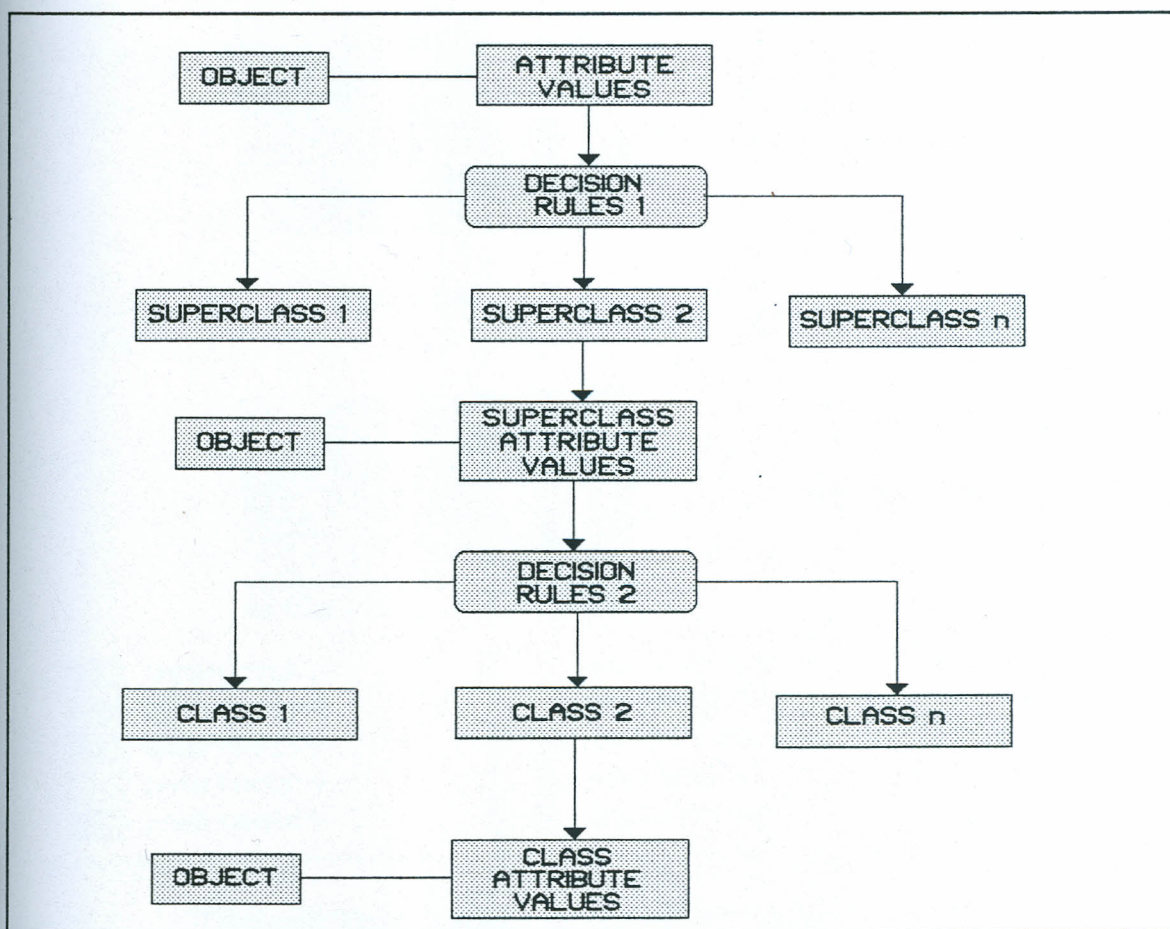 OBJECT
ATTRIBUTE
VALUES
DECISION
RULES 1
SUPERCLASS 1
SUPERCLASS 2
SUPERCLASS n
OBJECT
SUPERCLASS
ATTRIBUTE
VALUES
DECISION
RULES 2
CLASS 1
CLASS 2
CLASS n
OBJECT
CLASS
ATTRIBUTE
VALUES